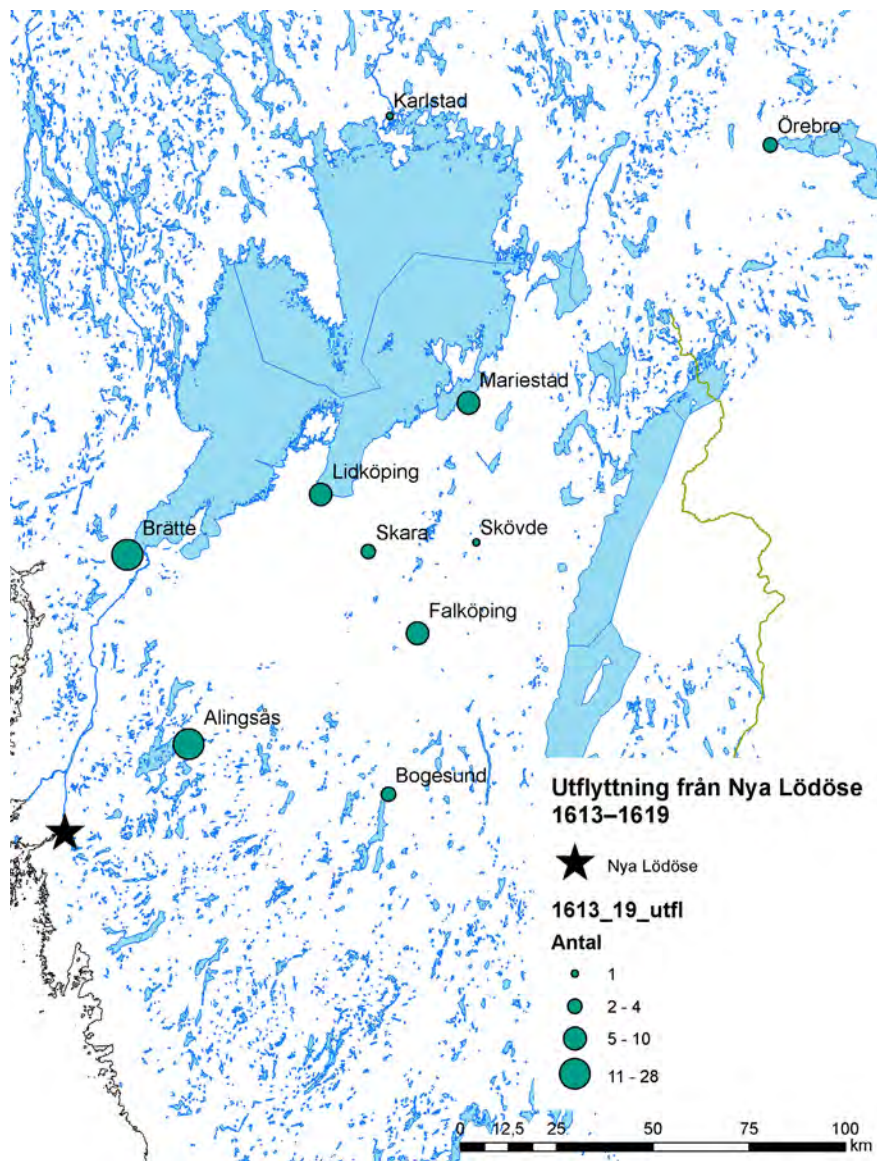 Karlstad
Örebro
Mariestad
Lidköping
Brätte
Skara
Skövde
Falköping
Alingsås
Bogesund
Utflyttning från Nya Lödöse
1613–1619
Nya Lödöse
1613_19_utfl
Antal
1
2 - 4
5 - 10
11 - 28
0 12,5 25 50 75 100
km